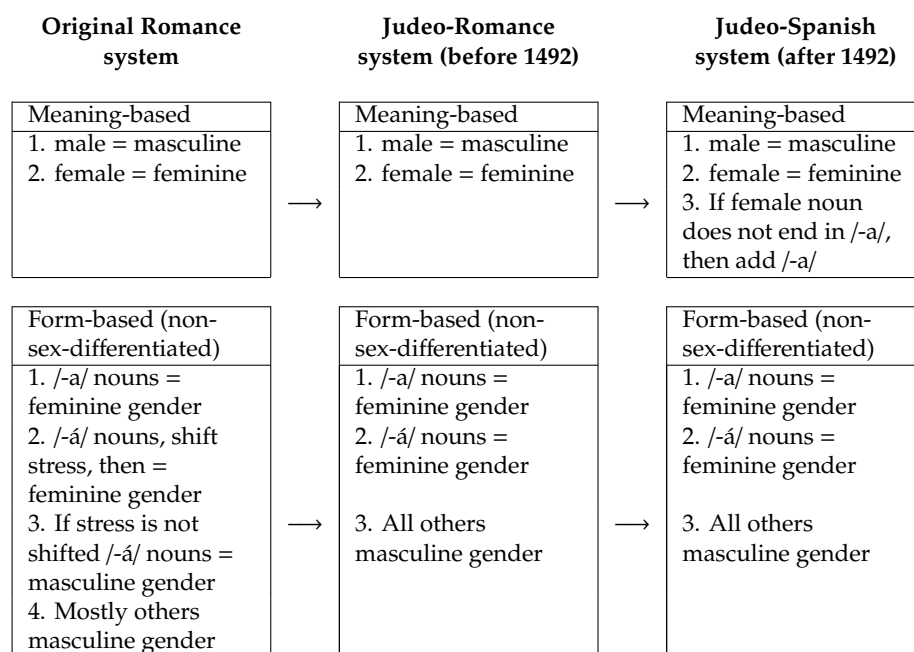 Original Romance
system
Judeo-Romance
system (before 1492)
Judeo-Spanish
system (after 1492)
Meaning-based
1. male = masculine
2. female = feminine
→
Meaning-based
1. male = masculine
2. female = feminine
→
Meaning-based
1. male = masculine
2. female = feminine
3. If female noun
does not end in /-a/,
then add /-a/
Form-based (non-
sex-differentiated)
1. /-a/ nouns =
feminine gender
2. /-á/ nouns, shift
stress, then =
feminine gender
3. If stress is not
shifted /-á/ nouns =
masculine gender
4. Mostly others
masculine gender
→
Form-based (non-
sex-differentiated)
1. /-a/ nouns =
feminine gender
2. /-á/ nouns =
feminine gender
3. All others
masculine gender
→
Form-based (non-
sex-differentiated)
1. /-a/ nouns =
feminine gender
2. /-á/ nouns =
feminine gender
3. All others
masculine gender